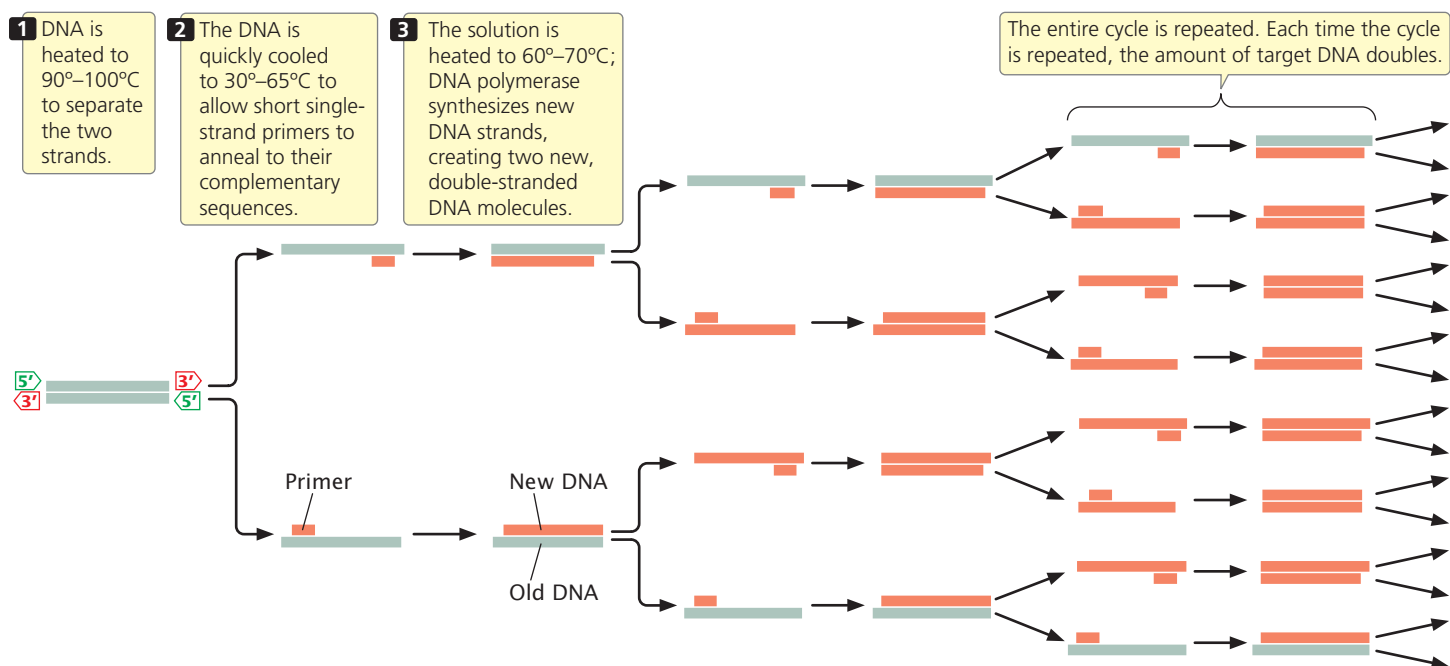 1 DNA is
heated to
90º–100ºC
to separate
the two
strands.
2 The DNA is
quickly cooled
to 30º–65ºC to
allow short single-
strand primers to
anneal to their
complementary
sequences.
3 The solution is
heated to 60º–70ºC;
DNA polymerase
synthesizes new
DNA strands,
creating two new,
double-stranded
DNA molecules.
The entire cycle is repeated. Each time the cycle
is repeated, the amount of target DNA doubles.
5′ 3′
3′ 5′
Primer
New DNA
Old DNA